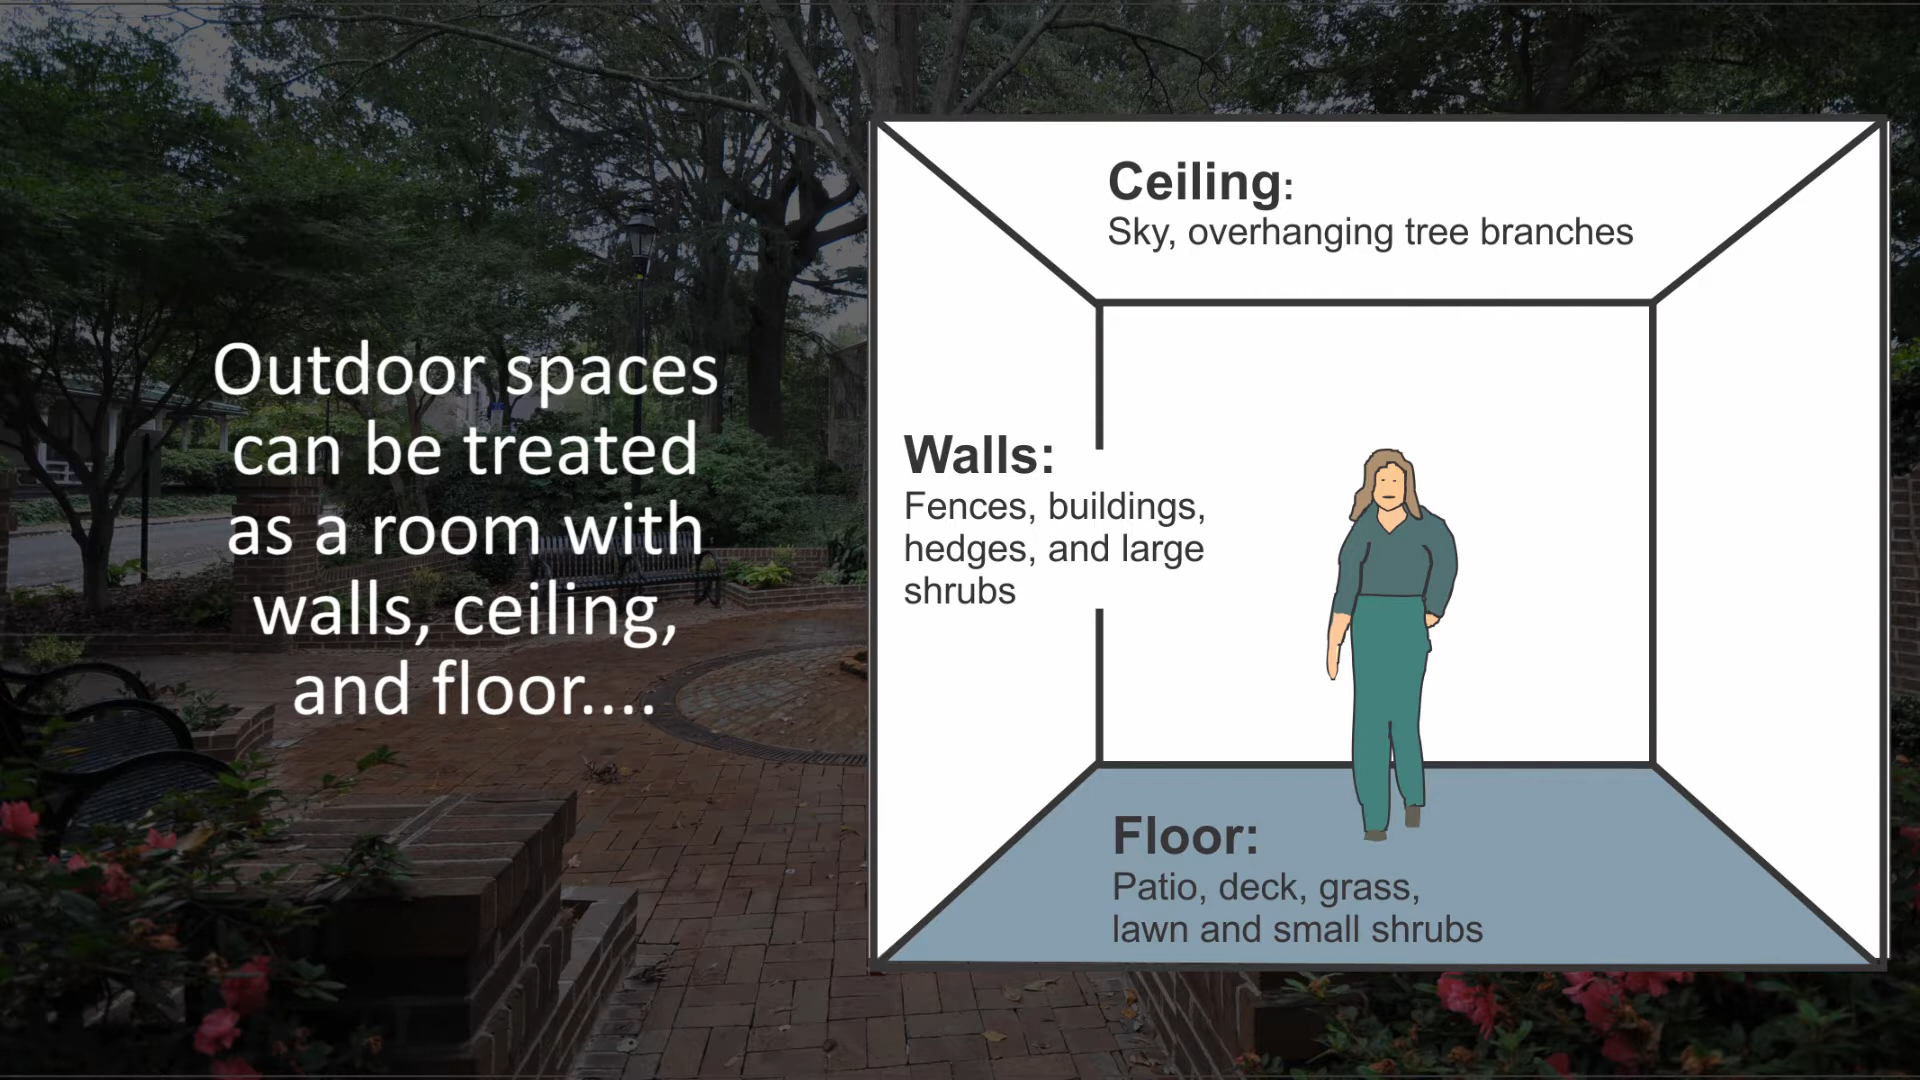 Outdoor spaces
can be treated
as a room with
walls, ceiling,
and floor....
Ceiling:
Sky, overhanging tree branches
Walls:
Fences, buildings,
hedges, and large
shrubs
Floor:
Patio, deck, grass,
lawn and small shrubs